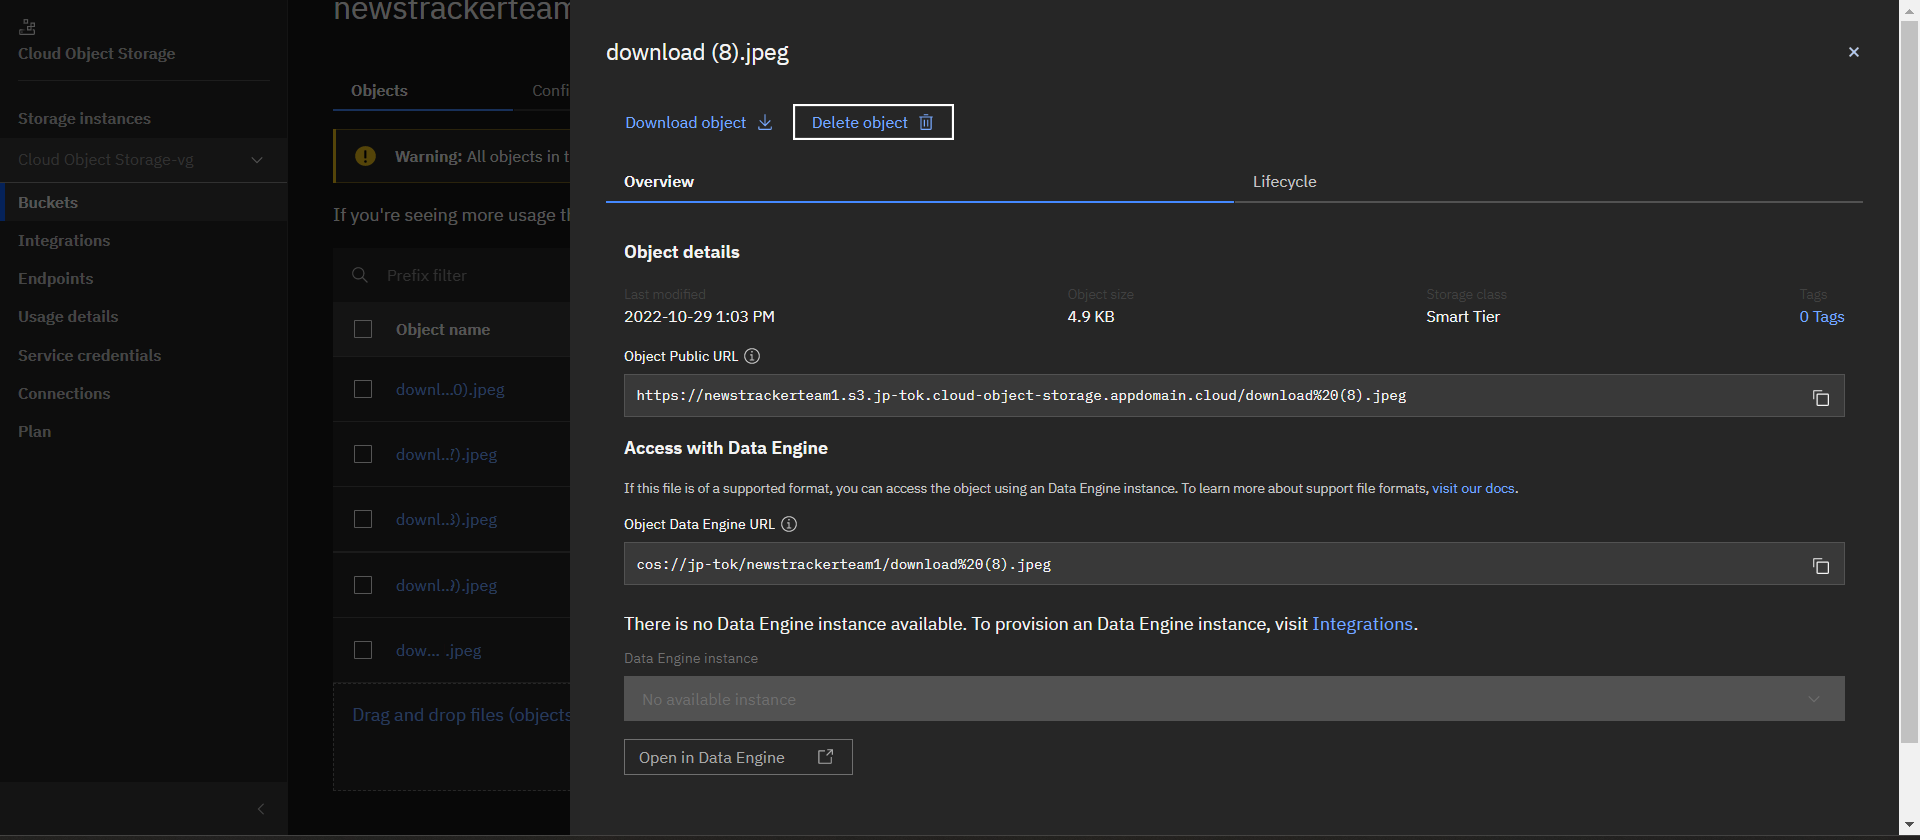 Cloud Object Storage
Storage instances
Cloud Object Storage-vg
Buckets
Integrations
Endpoints
Usage details
Service credentials
Connections
Plan
newstrackerteam
Objects
Confi
Warning: All objects in t
If you're seeing more usage th
Prefix filter
Object name
downl...0).jpeg
downl..7).jpeg
downl..8).jpeg
downl..9).jpeg
dow... .jpeg
Drag and drop files (objects
download (8).jpeg
Download object
Delete object
Overview
Lifecycle
Object details
Last modified
Object size
Storage class
Tags
2022-10-29 1:03 PM
4.9 KB
Smart Tier
0 Tags
Object Public URL
https://newstrackerteam1.s3.jp-tok.cloud-object-storage.appdomain.cloud/download%20(8).jpeg
Access with Data Engine
If this file is of a supported format, you can access the object using an Data Engine instance. To learn more about support file formats, visit our docs.
Object Data Engine URL
cos://jp-tok/newstrackerteam1/download%20(8).jpeg
There is no Data Engine instance available. To provision an Data Engine instance, visit Integrations.
Data Engine instance
No available instance
Open in Data Engine